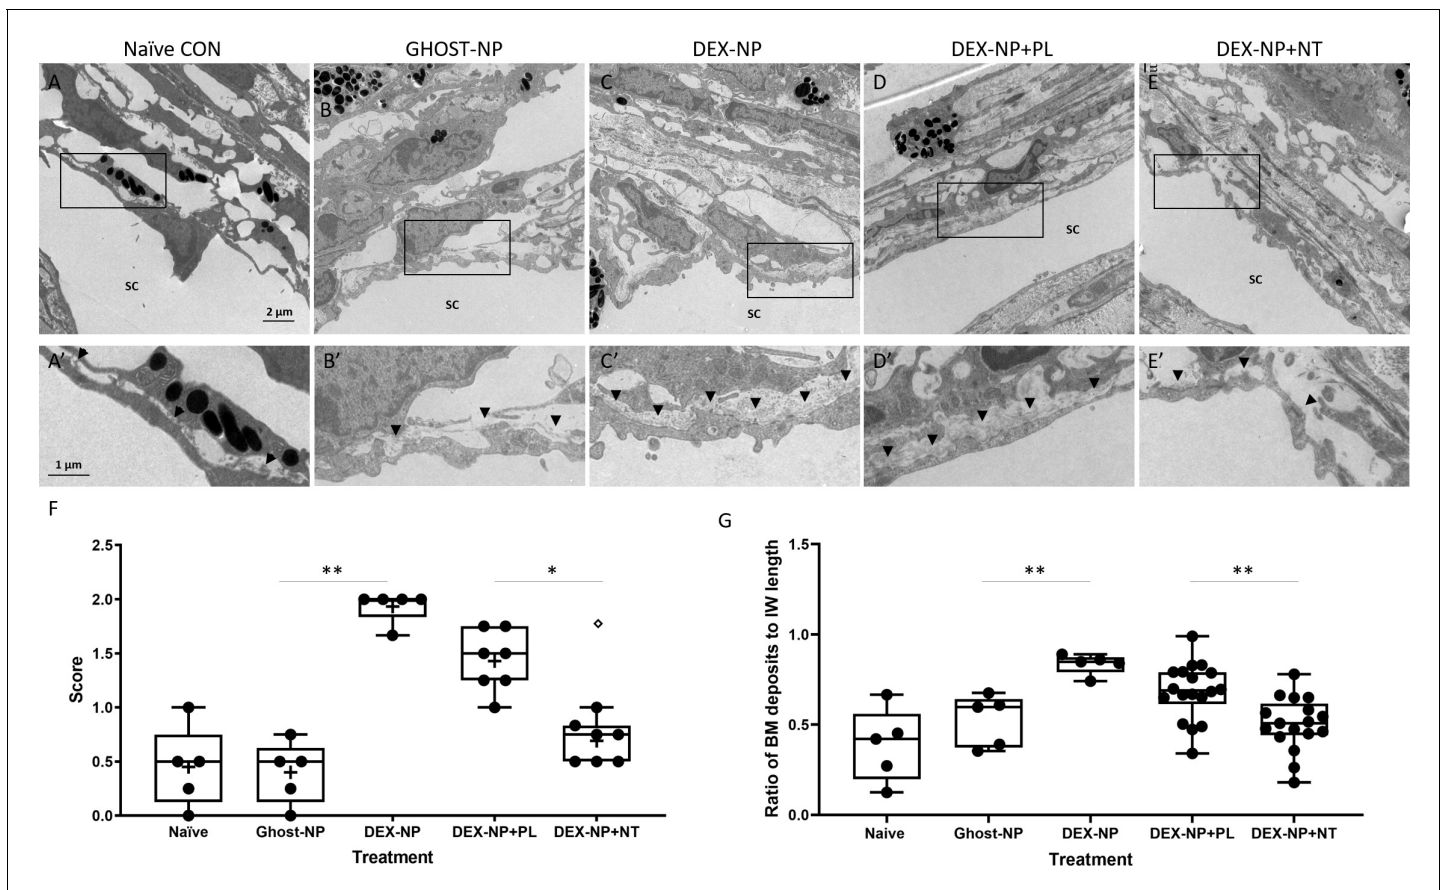 Naïve CON GHOST-NP DEX-NP DEX-NP+PL DEX-NP+NT
A B C D E
SC SC SC SC SC
2 µm
A’ B’ C’ D’ E’
1 µm
F
G
2.5
2.0
1.5
1.0
0.5
0.0
Score
** *
Naïve Ghost-NP DEX-NP DEX-NP+PL DEX-NP+NT
Treatment
1.5
1.0
0.5
0.0
Ratio of BM deposits to IW length
** **
Naive Ghost-NP DEX-NP DEX-NP+PL DEX-NP+NT
Treatment